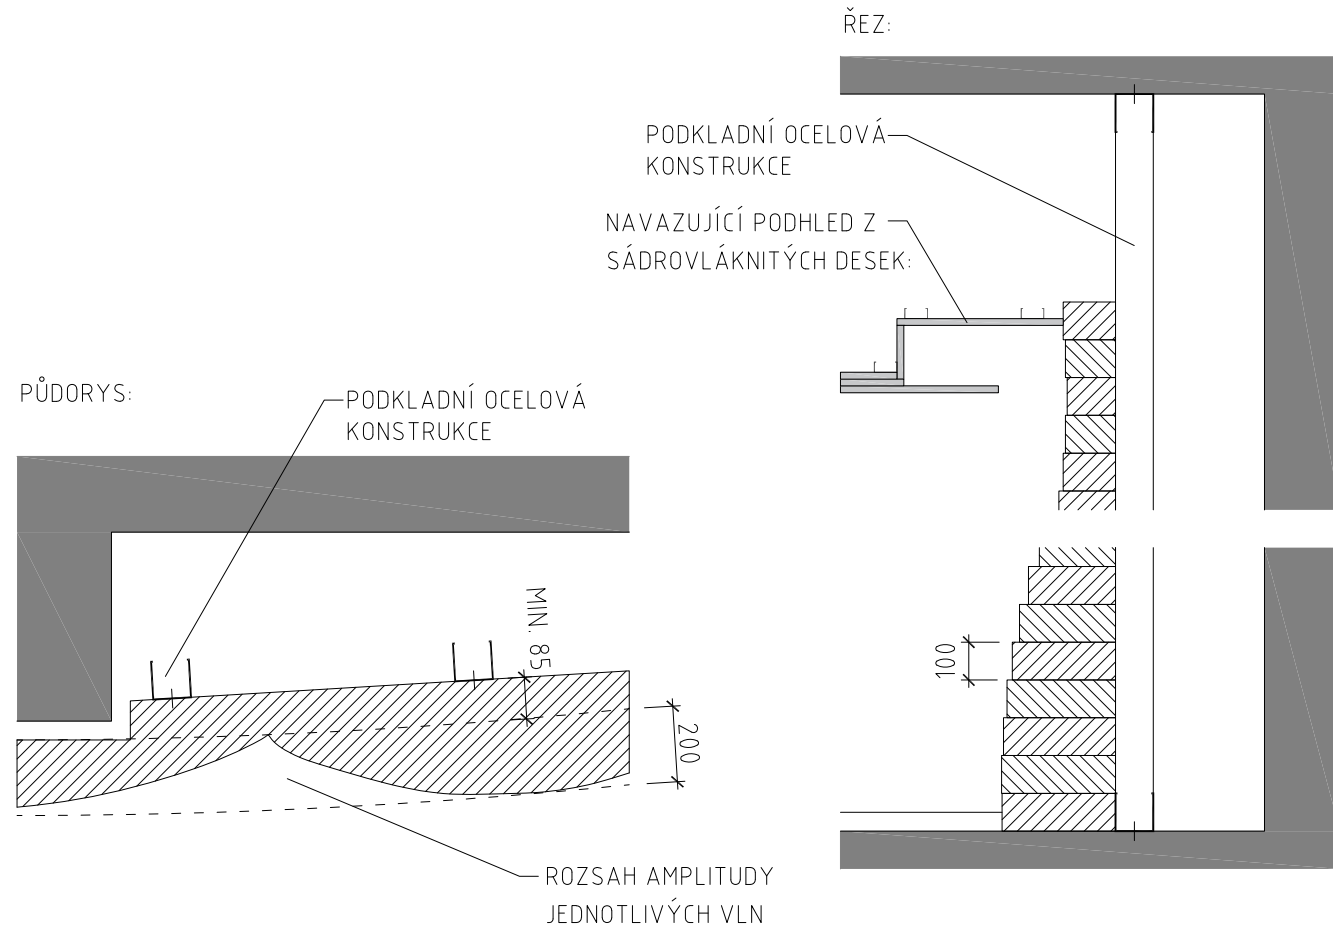 ŘEZ:
PODKLADNÍ OCELOVÁ
KONSTRUKCE
NAVAZUJÍCÍ PODHLED Z
SÁDROVLÁKNITÝCH DESEK:
PŮDORYS:
PODKLADNÍ OCELOVÁ
KONSTRUKCE
MIN. 85
200
100
ROZSAH AMPLITUDY
JEDNOTLIVÝCH VLN